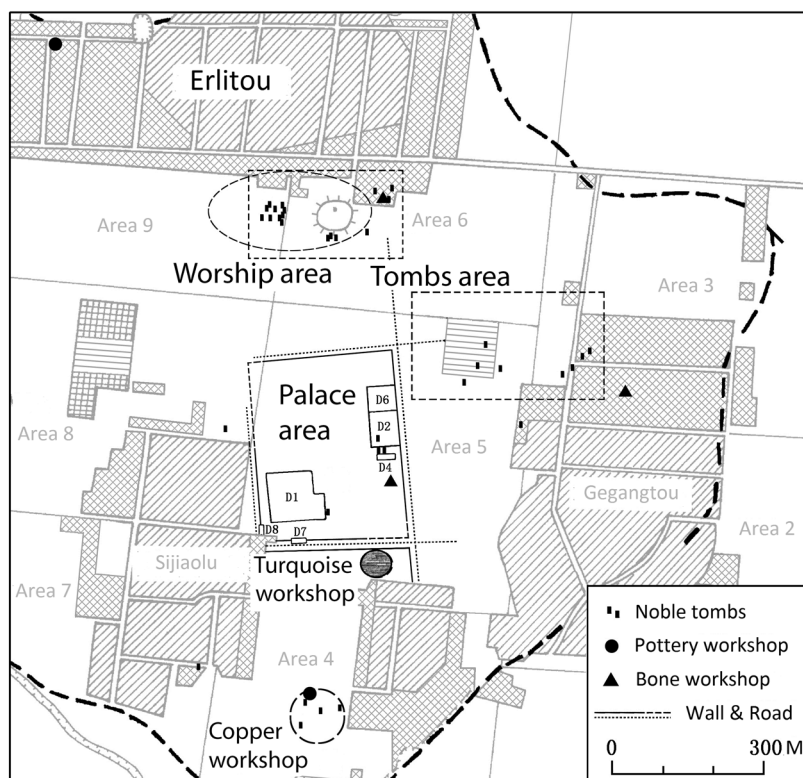 Erlitou
Area 9
Area 6
Worship area
Tombs area
Area 3
Palace
area
D6
D2
D4
D1
D8
D7
Area 8
Area 5
Gegangtou
Area 2
Sijiaolu
Turquoise
workshop
Area 7
Area 4
Copper
workshop
Noble tombs
Pottery workshop
Bone workshop
Wall & Road
0 300 M